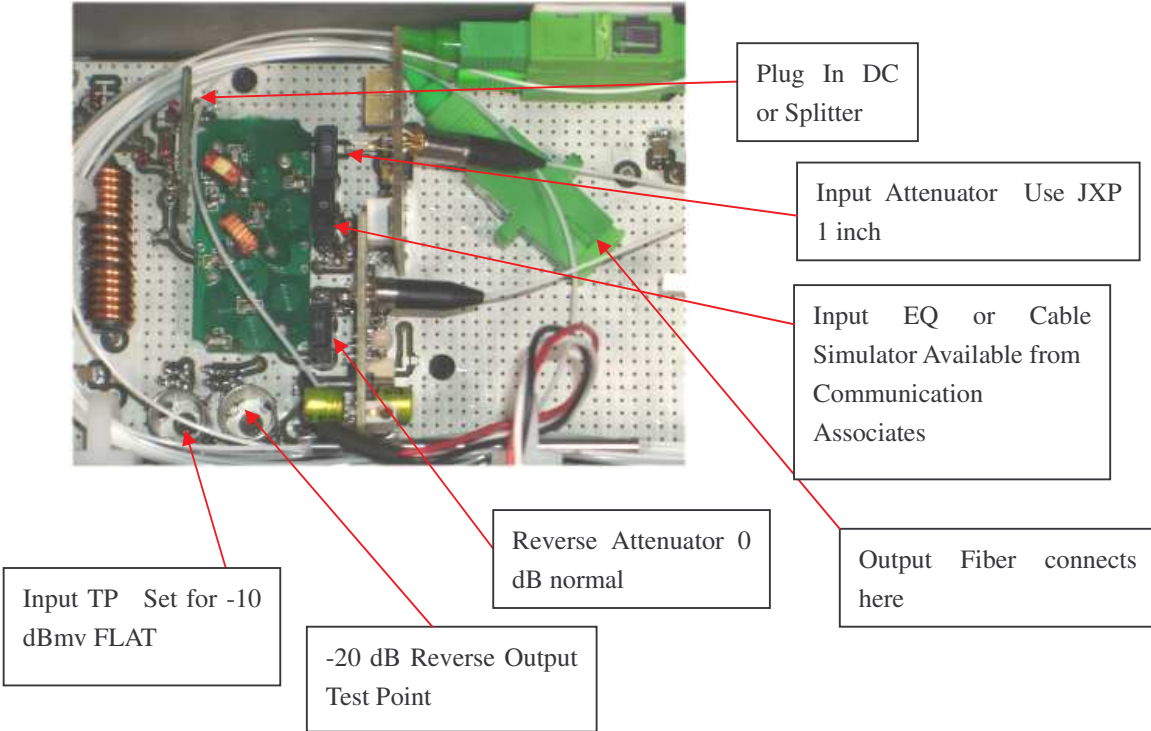 Plug In DC
or Splitter
Input Attenuator Use JXP
1 inch
Input EQ or Cable
Simulator Available from
Communication
Associates
Reverse Attenuator 0
dB normal
Output Fiber connects
here
Input TP Set for -10
dBmv FLAT
-20 dB Reverse Output
Test Point